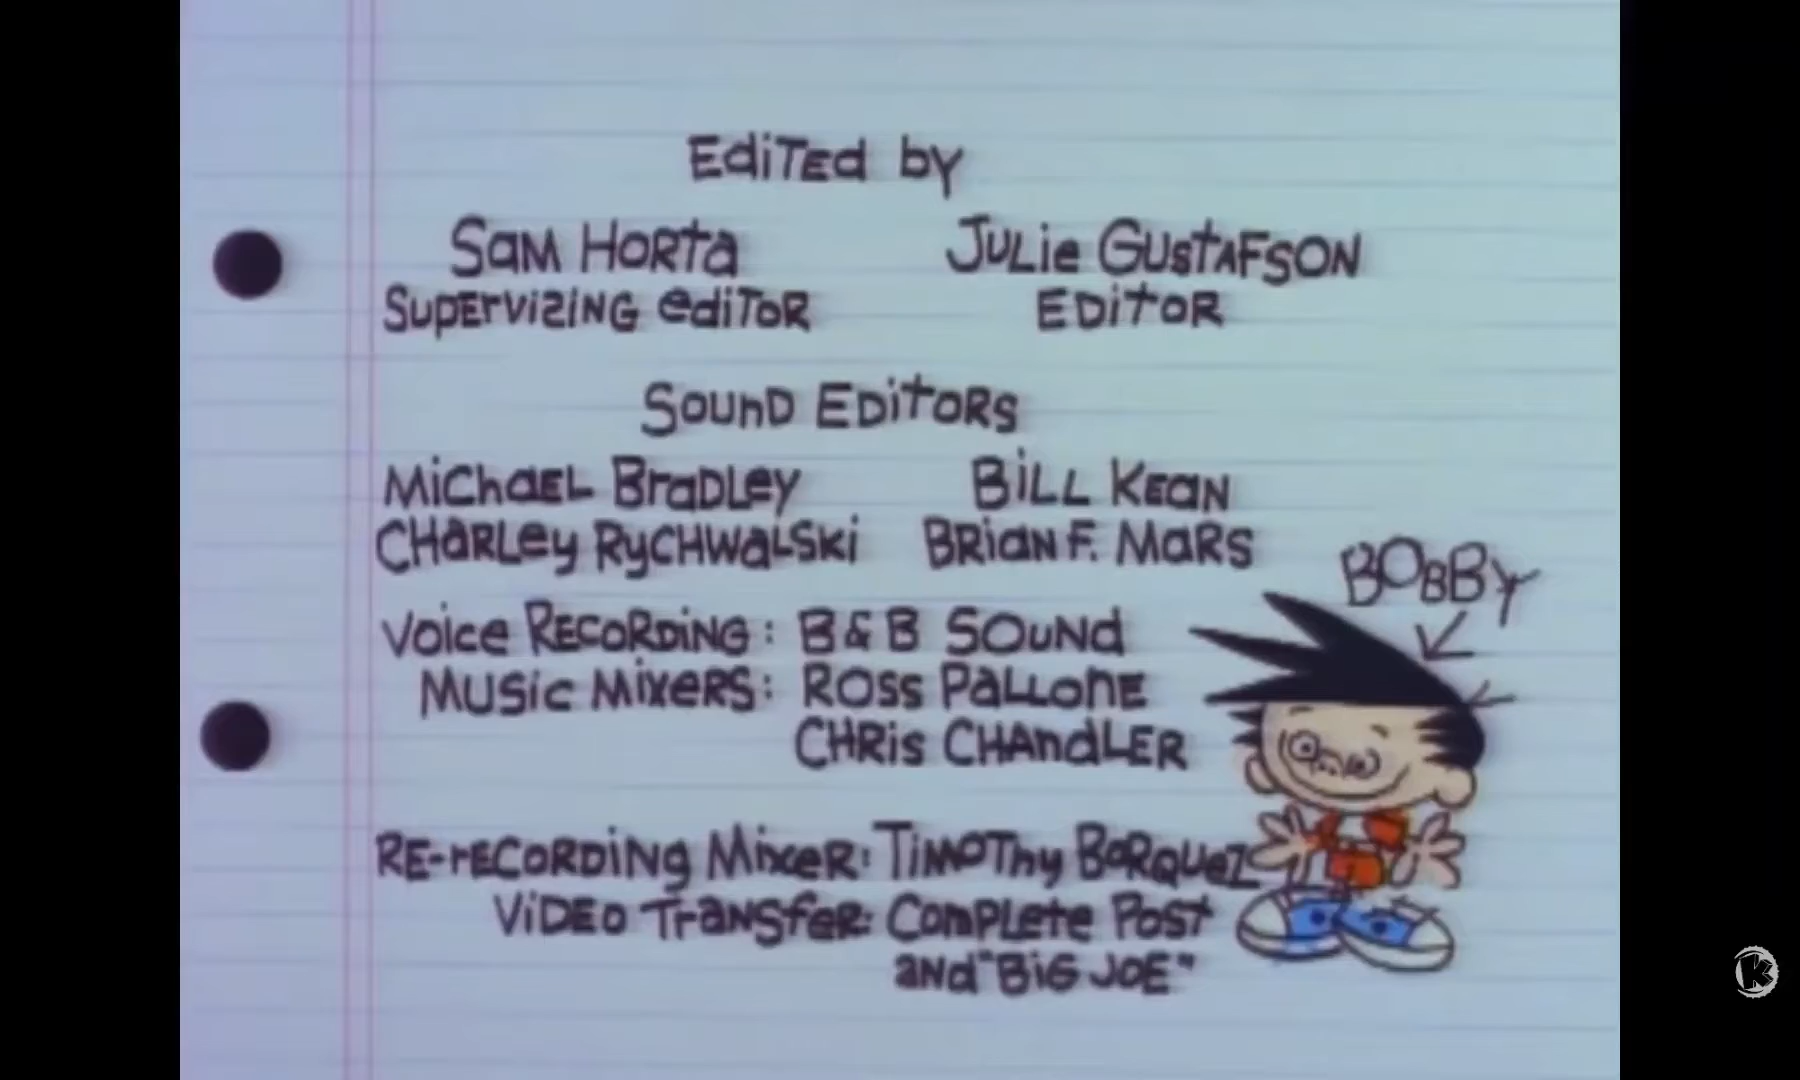 Edited by
Sam Horta Julie Gustafson
Supervizing editor Editor
Sound Editors
Michael Bradley Bill Kean
Charley Rychwalski Brian F. Mars
BOBBY
Voice Recording: B & B Sound
Music Mixers: Ross Pallone
Chris Chandler
Re-recording Mixer: Timothy Borquez
Video Transfer: Complete Post
and "Big Joe"
K